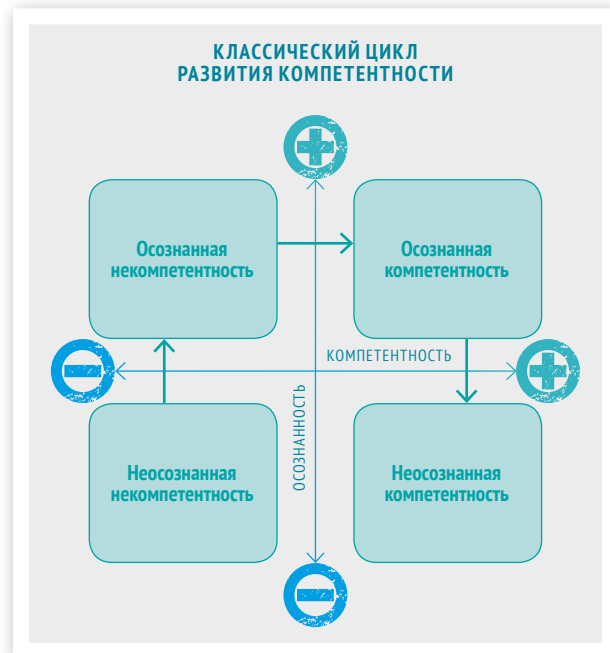 КЛАССИЧЕСКИЙ ЦИКЛ
РАЗВИТИЯ КОМПЕТЕНТНОСТИ
Осознанная
некомпетентность
Осознанная
компетентность
КОМПЕТЕНТНОСТЬ
ОСОЗНАННОСТЬ
Неосознанная
некомпетентность
Неосознанная
компетентность